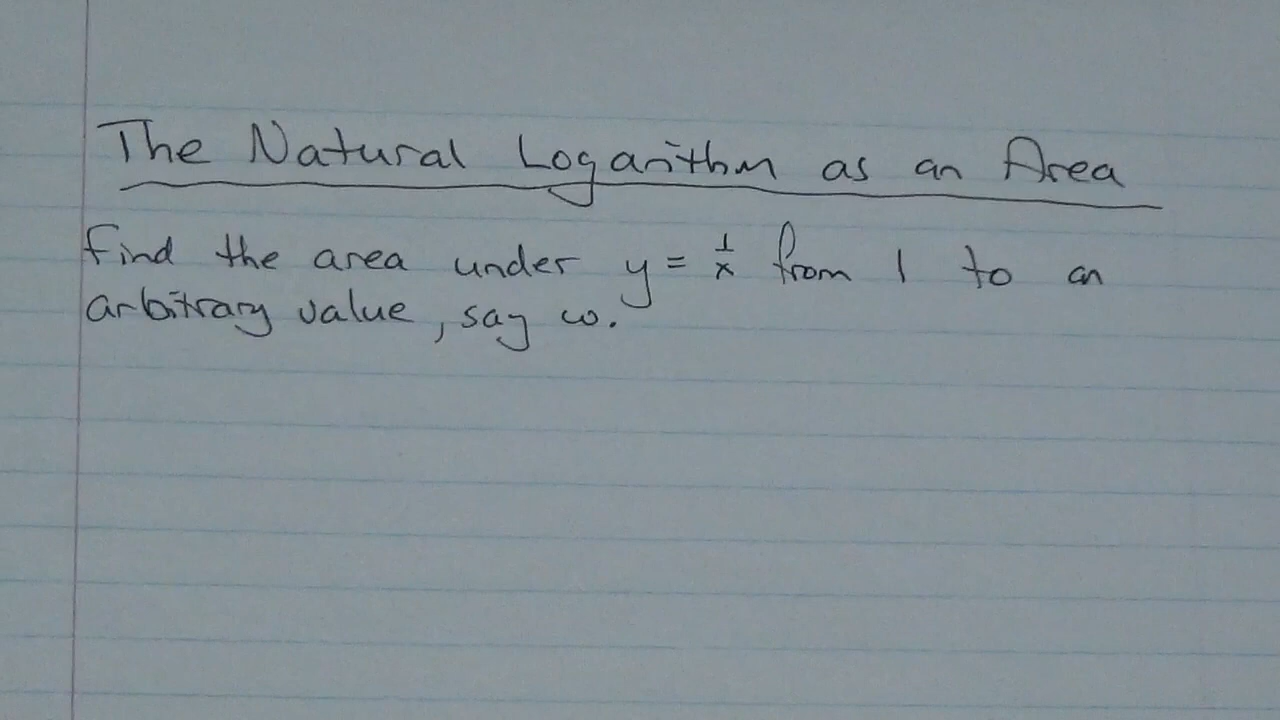 The Natural Logarithm as an Area
Find the area under y = 1/x from 1 to an
arbitrary value, say w.